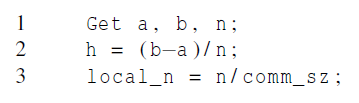 1 Get a, b, n;
2 h = (b−a)/n;
3 local_n = n/comm_sz;